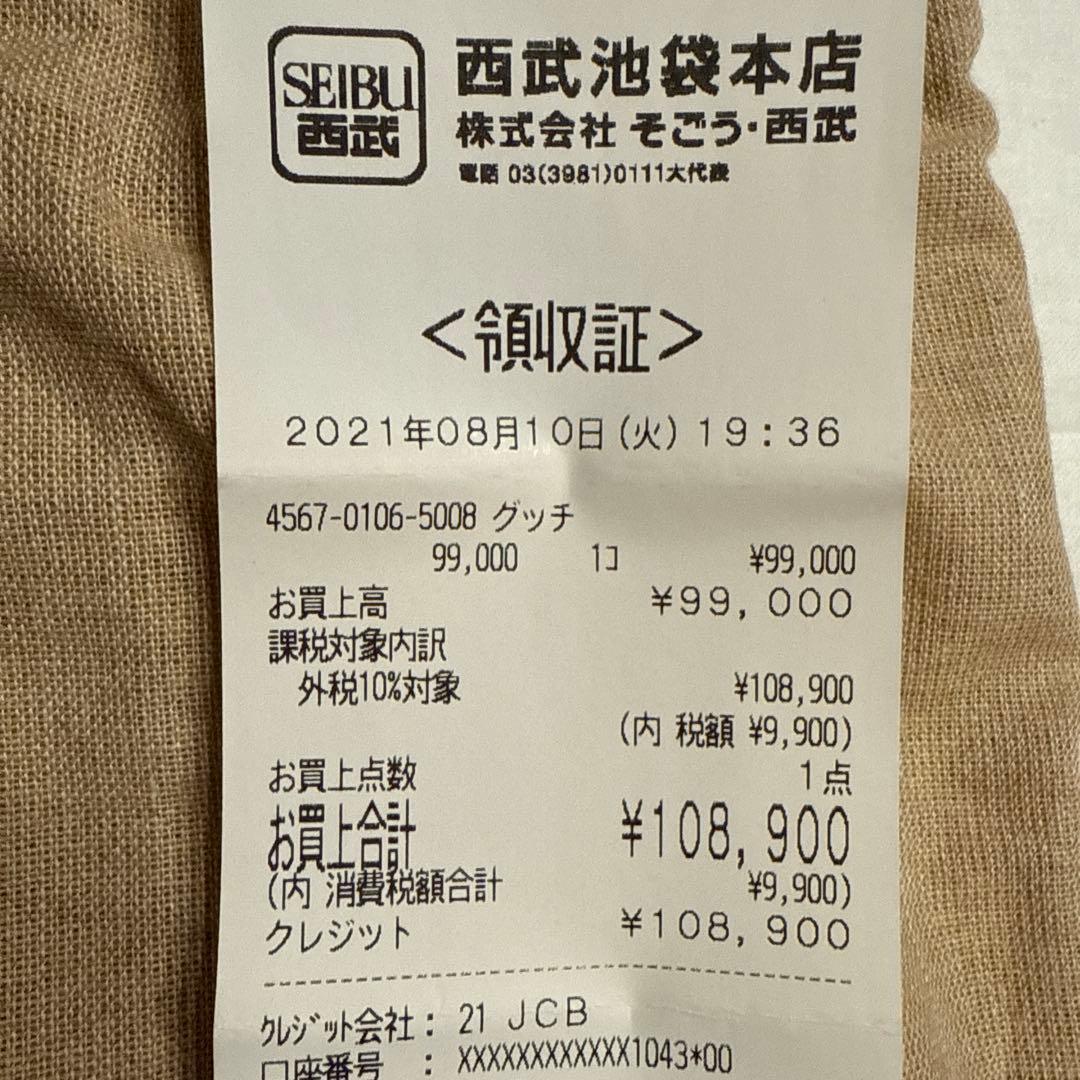 SEIBU
西武
西武池袋本店
株式会社 そごう・西武
電話 03(3981)0111大代表
<領収証>
2021年08月10日(火)19:36
4567-0106-5008 グッチ
99,000 1コ ¥99,000
お買上高 ¥99,000
課税対象内訳
外税10%対象 ¥108,900
(内 税額 ¥9,900)
お買上点数 1点
お買上合計 ¥108,900
(内 消費税額合計 ¥9,900)
クレジット ¥108,900
クレジット会社: 21 JCB
口座番号 : XXXXXXXXXXXX1043*00